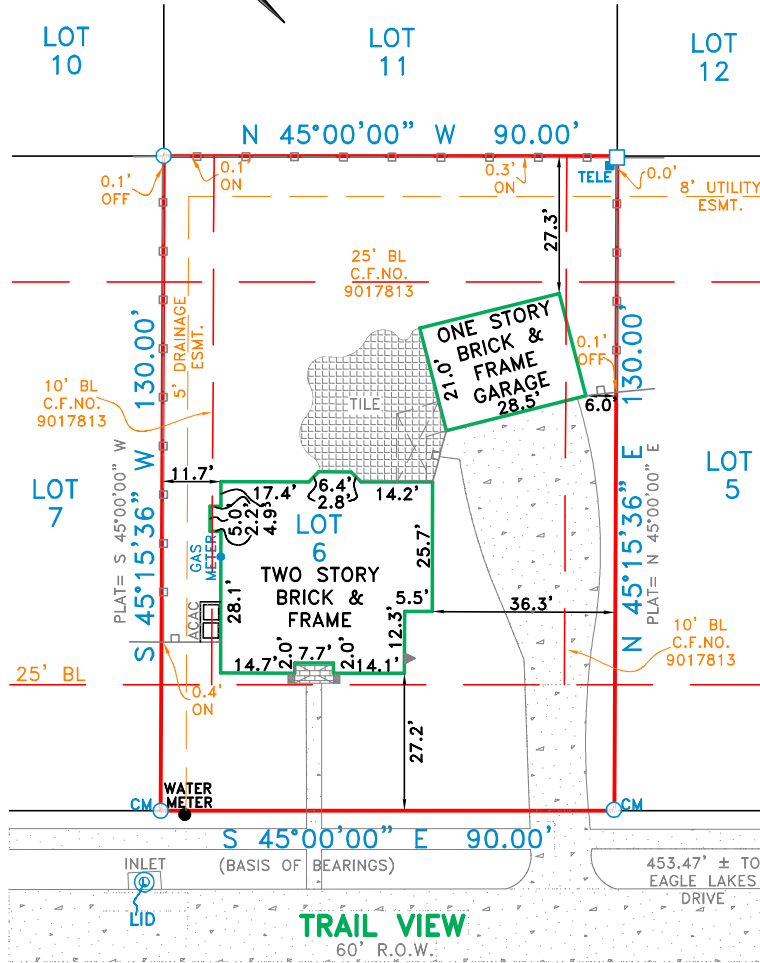 LOT
10
LOT
11
LOT
12
N 45°00'00" W 90.00'
0.1'
OFF
0.1'
ON
0.3'
ON
TELE
0.0'
8' UTILITY
ESMT.
27.3'
25' BL
C.F.NO.
9017813
5' DRAINAGE
ESMT.
ONE STORY
BRICK &
FRAME
GARAGE
21.0'
28.5'
0.1'
OFF
6.0'
TILE
10' BL
C.F.NO.
9017813
S 45°15'36" W 130.00'
PLAT= S 45°00'00" W
N 45°15'36" E 130.00'
PLAT= N 45°00'00" E
11.7'
17.4'
6.4'
2.8'
14.2'
5.0'
2.2'
4.9'
LOT
7
LOT
6
LOT
5
GAS
METER
25.7'
TWO STORY
BRICK &
FRAME
28.1'
5.5'
36.3'
ACAC
12.3'
10' BL
C.F.NO.
9017813
14.7'
2.0'
7.7'
2.0'
14.1'
25' BL
0.4'
ON
27.2'
WATER
METER
CM
CM
S 45°00'00" E 90.00'
(BASIS OF BEARINGS)
INLET
LID
453.47' ± TO
EAGLE LAKES
DRIVE
TRAIL VIEW
60' R.O.W.